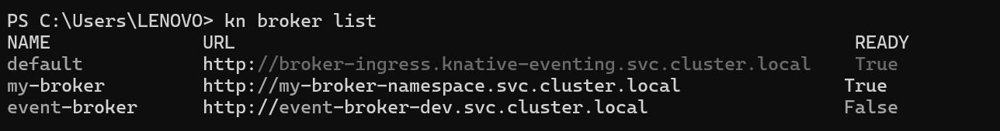 PS C:\Users\LENOVO> kn broker list
NAME URL READY
default http://broker-ingress.knative-eventing.svc.cluster.local True
my-broker http://my-broker-namespace.svc.cluster.local True
event-broker http://event-broker-dev.svc.cluster.local False